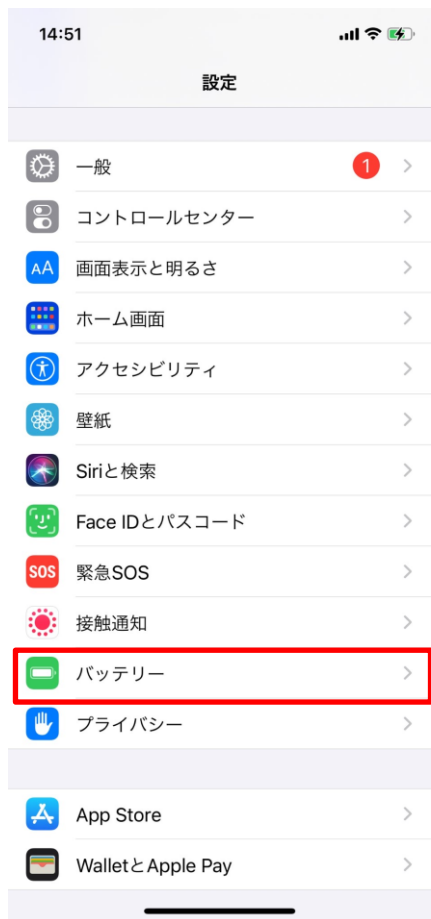 14:51
設定
一般 1
コントロールセンター
AA 画面表示と明るさ
ホーム画面
アクセシビリティ
壁紙
Siriと検索
Face IDとパスコード
SOS 緊急SOS
接触通知
バッテリー
プライバシー
App Store
WalletとApple Pay